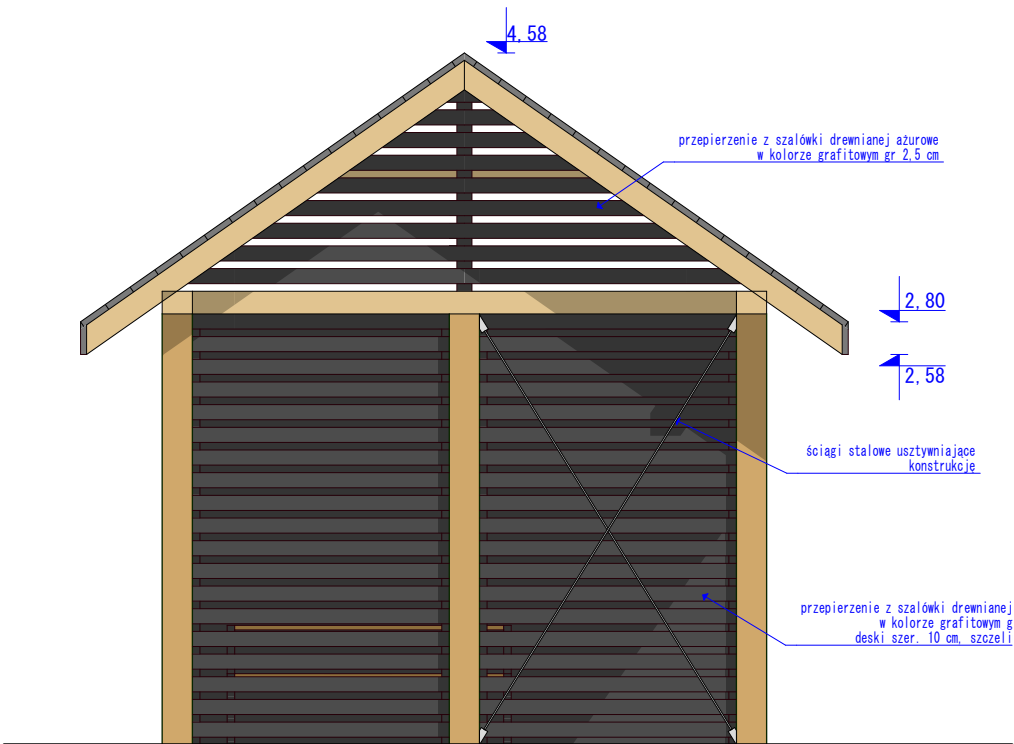 4,58
przepierzenie z szalówki drewnianej ażurowe
w kolorze grafitowym gr 2,5 cm
2,80
2,58
ściągi stalowe usztywniające
konstrukcję
przepierzenie z szalówki drewnianej
w kolorze grafitowym g
deski szer. 10 cm, szczeli